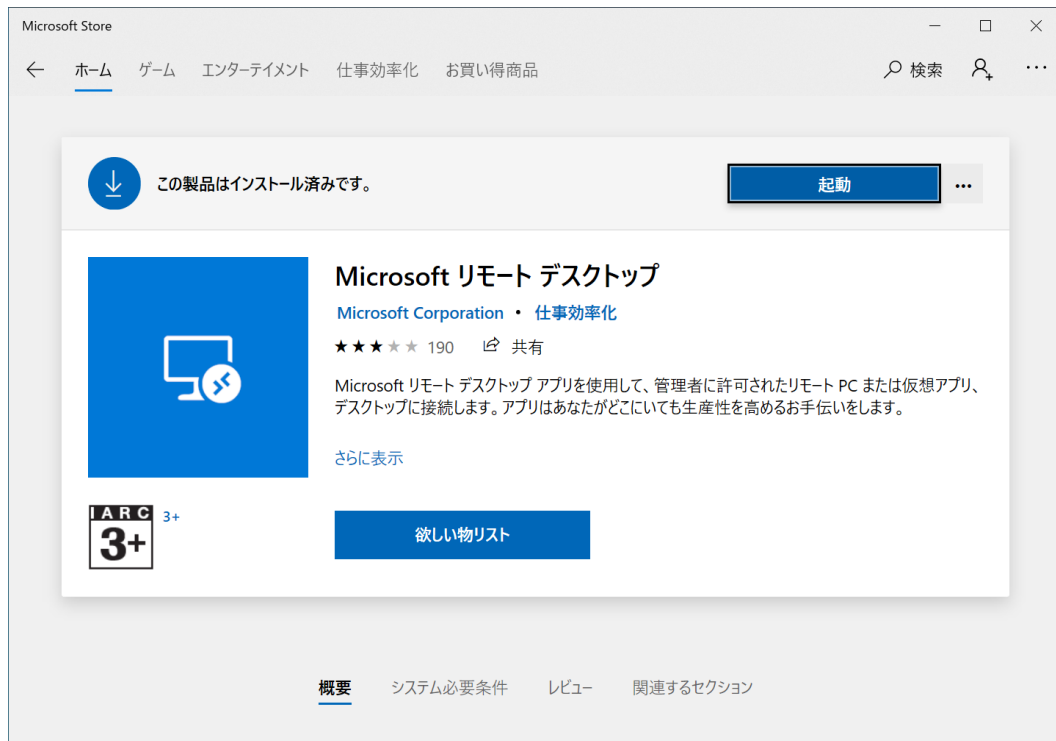 Microsoft Store
ホーム ゲーム エンターテイメント 仕事効率化 お買い得商品 検索
この製品はインストール済みです。 起動
Microsoft リモート デスクトップ
Microsoft Corporation • 仕事効率化
★★★★★ 190 共有
Microsoft リモート デスクトップ アプリを使用して、管理者に許可されたリモート PC または仮想アプリ、
デスクトップに接続します。アプリはあなたがどこにいても生産性を高めるお手伝いをします。
さらに表示
IARC
3+
3+
欲しい物リスト
概要 システム必要条件 レビュー 関連するセクション